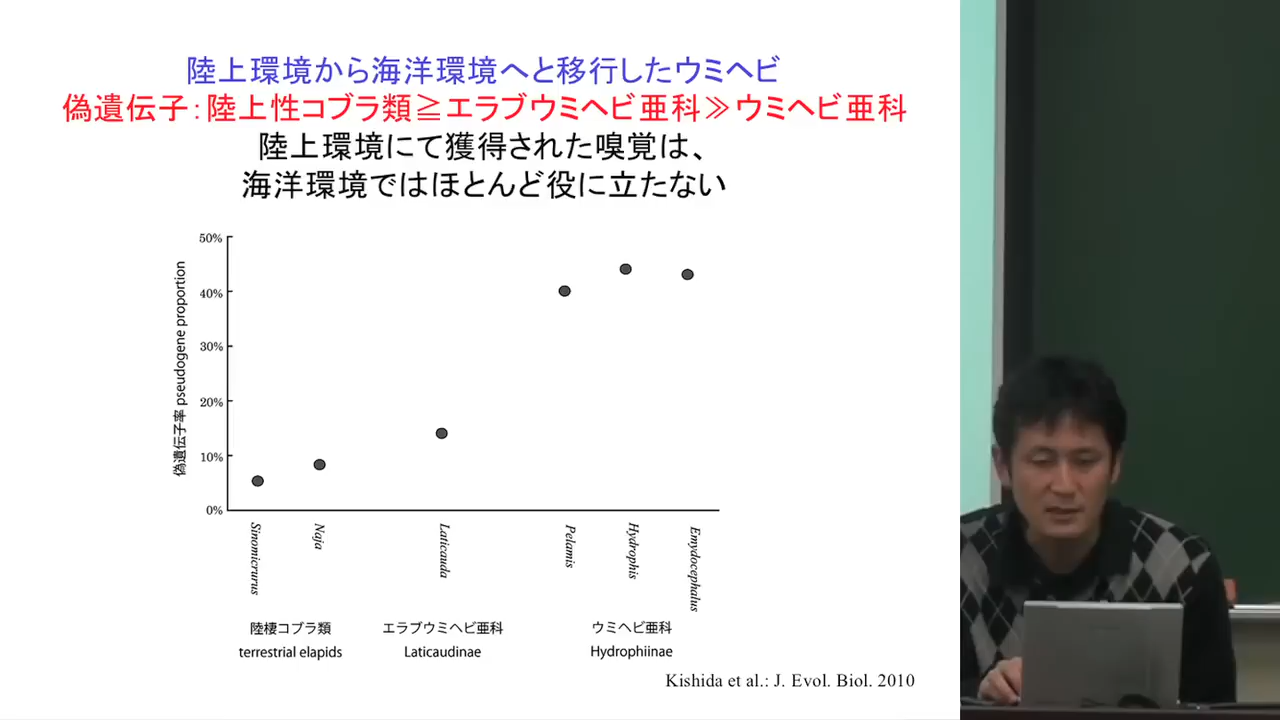 陸上環境から海洋環境へと移行したウミヘビ
偽遺伝子:陸上性コブラ類≧エラブウミヘビ亜科≫ウミヘビ亜科
陸上環境にて獲得された嗅覚は、
海洋環境ではほとんど役に立たない
偽遺伝子率 pseudogene proportion
50%
40%
30%
20%
10%
0%
Sinomicrurus
Naja
Laticauda
Pelamis
Hydrophis
Emydocephalus
陸棲コブラ類
terrestrial elapids
エラブウミヘビ亜科
Laticaudinae
ウミヘビ亜科
Hydrophiinae
Kishida et al.: J. Evol. Biol. 2010